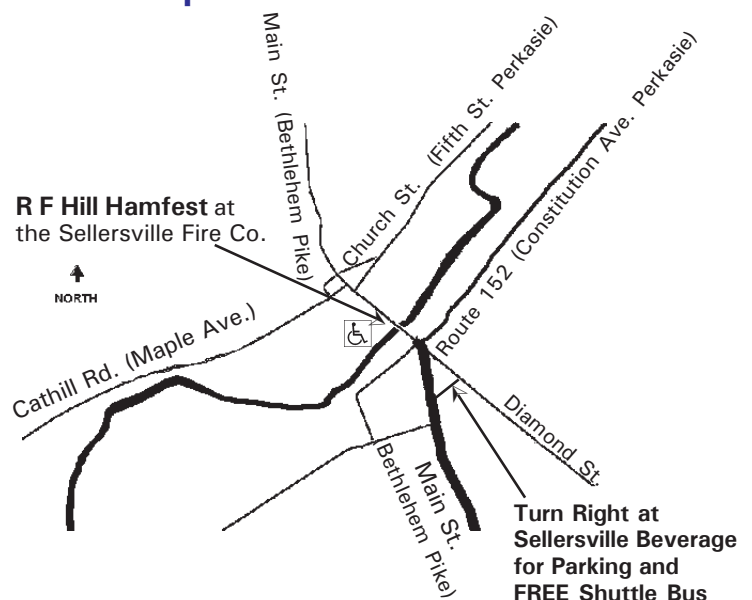 Main St. (Bethlehem Pike)
Church St. (Fifth St. Perkasie)
Route 152 (Constitution Ave. Perkasie)
R F Hill Hamfest at
the Sellersville Fire Co.
NORTH
Cathill Rd. (Maple Ave.)
Diamond St.
Main St.
Bethlehem Pike)
Turn Right at
Sellersville Beverage
for Parking and
FREE Shuttle Bus